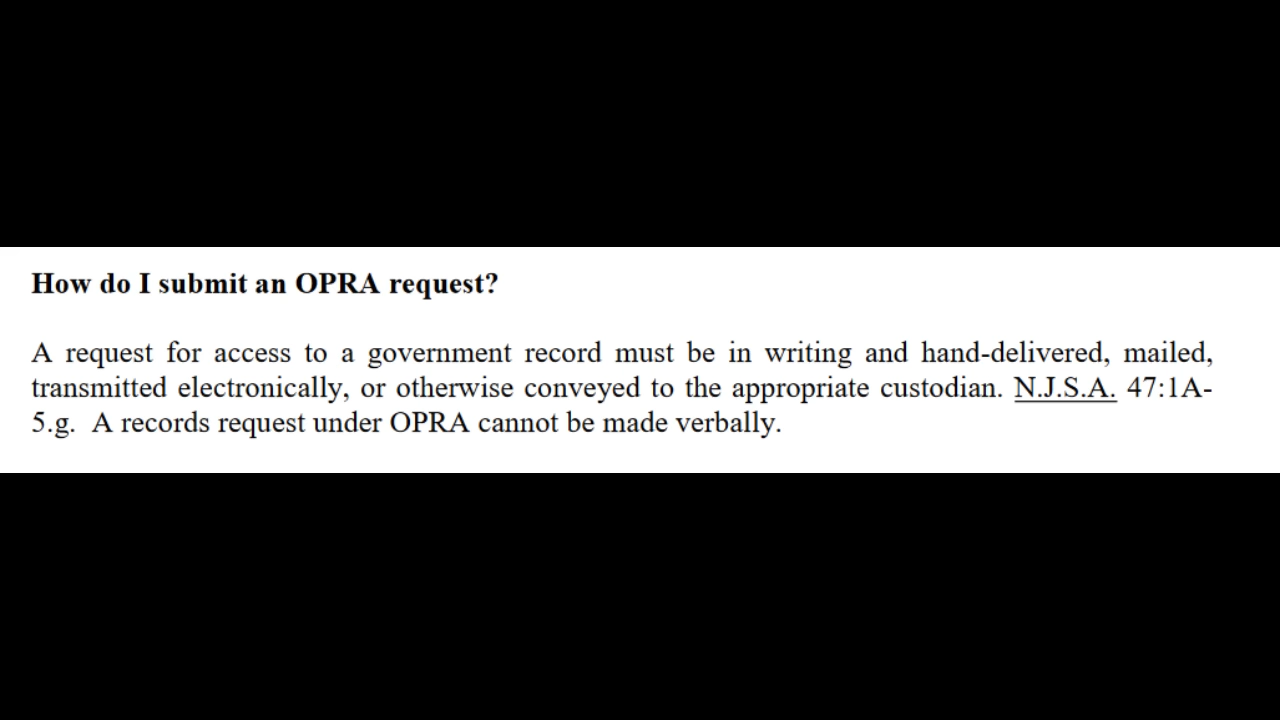 How do I submit an OPRA request?
A request for access to a government record must be in writing and hand-delivered, mailed,
transmitted electronically, or otherwise conveyed to the appropriate custodian. N.J.S.A. 47:1A-
5.g.  A records request under OPRA cannot be made verbally.